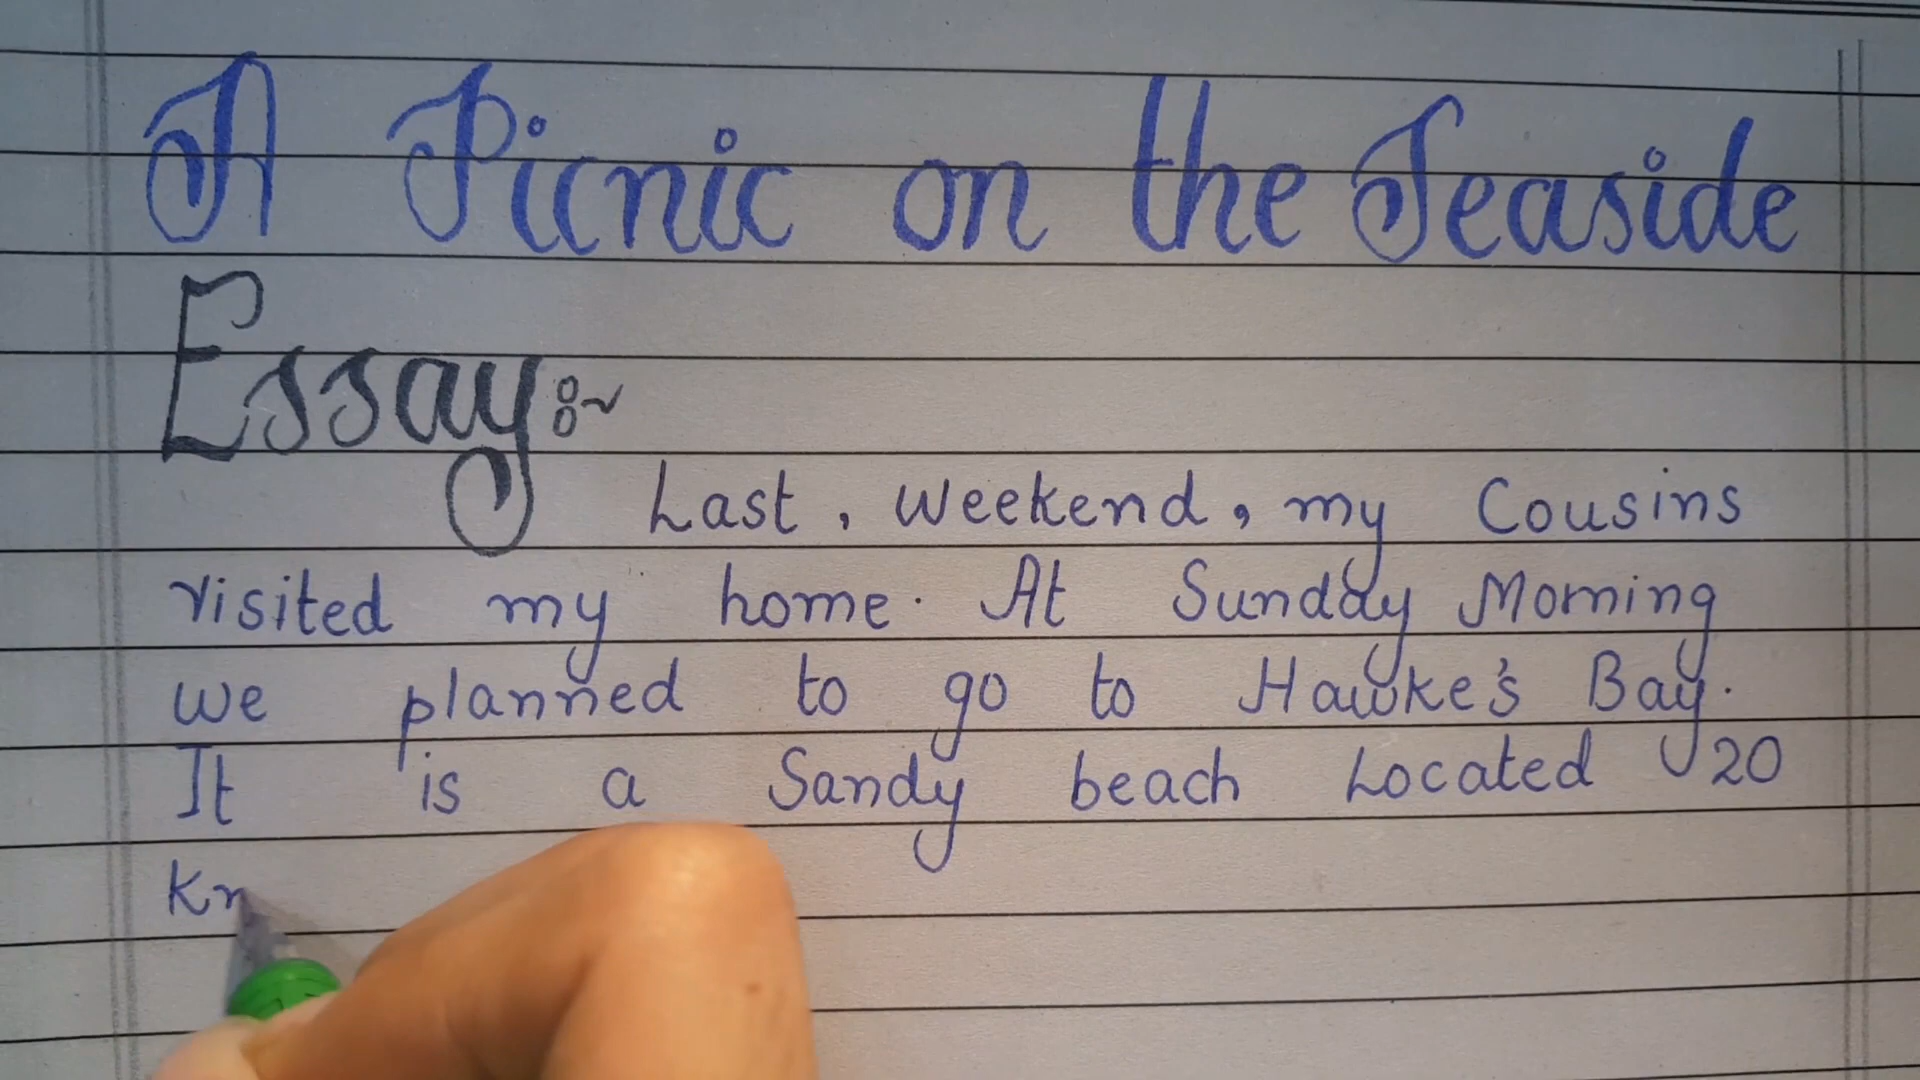 A Picnic on the Seaside
Essay:~
Last, weekend, my Cousins
visited my home. At Sunday Morning
we planned to go to Hawke's Bay.
It is a Sandy beach Located 20